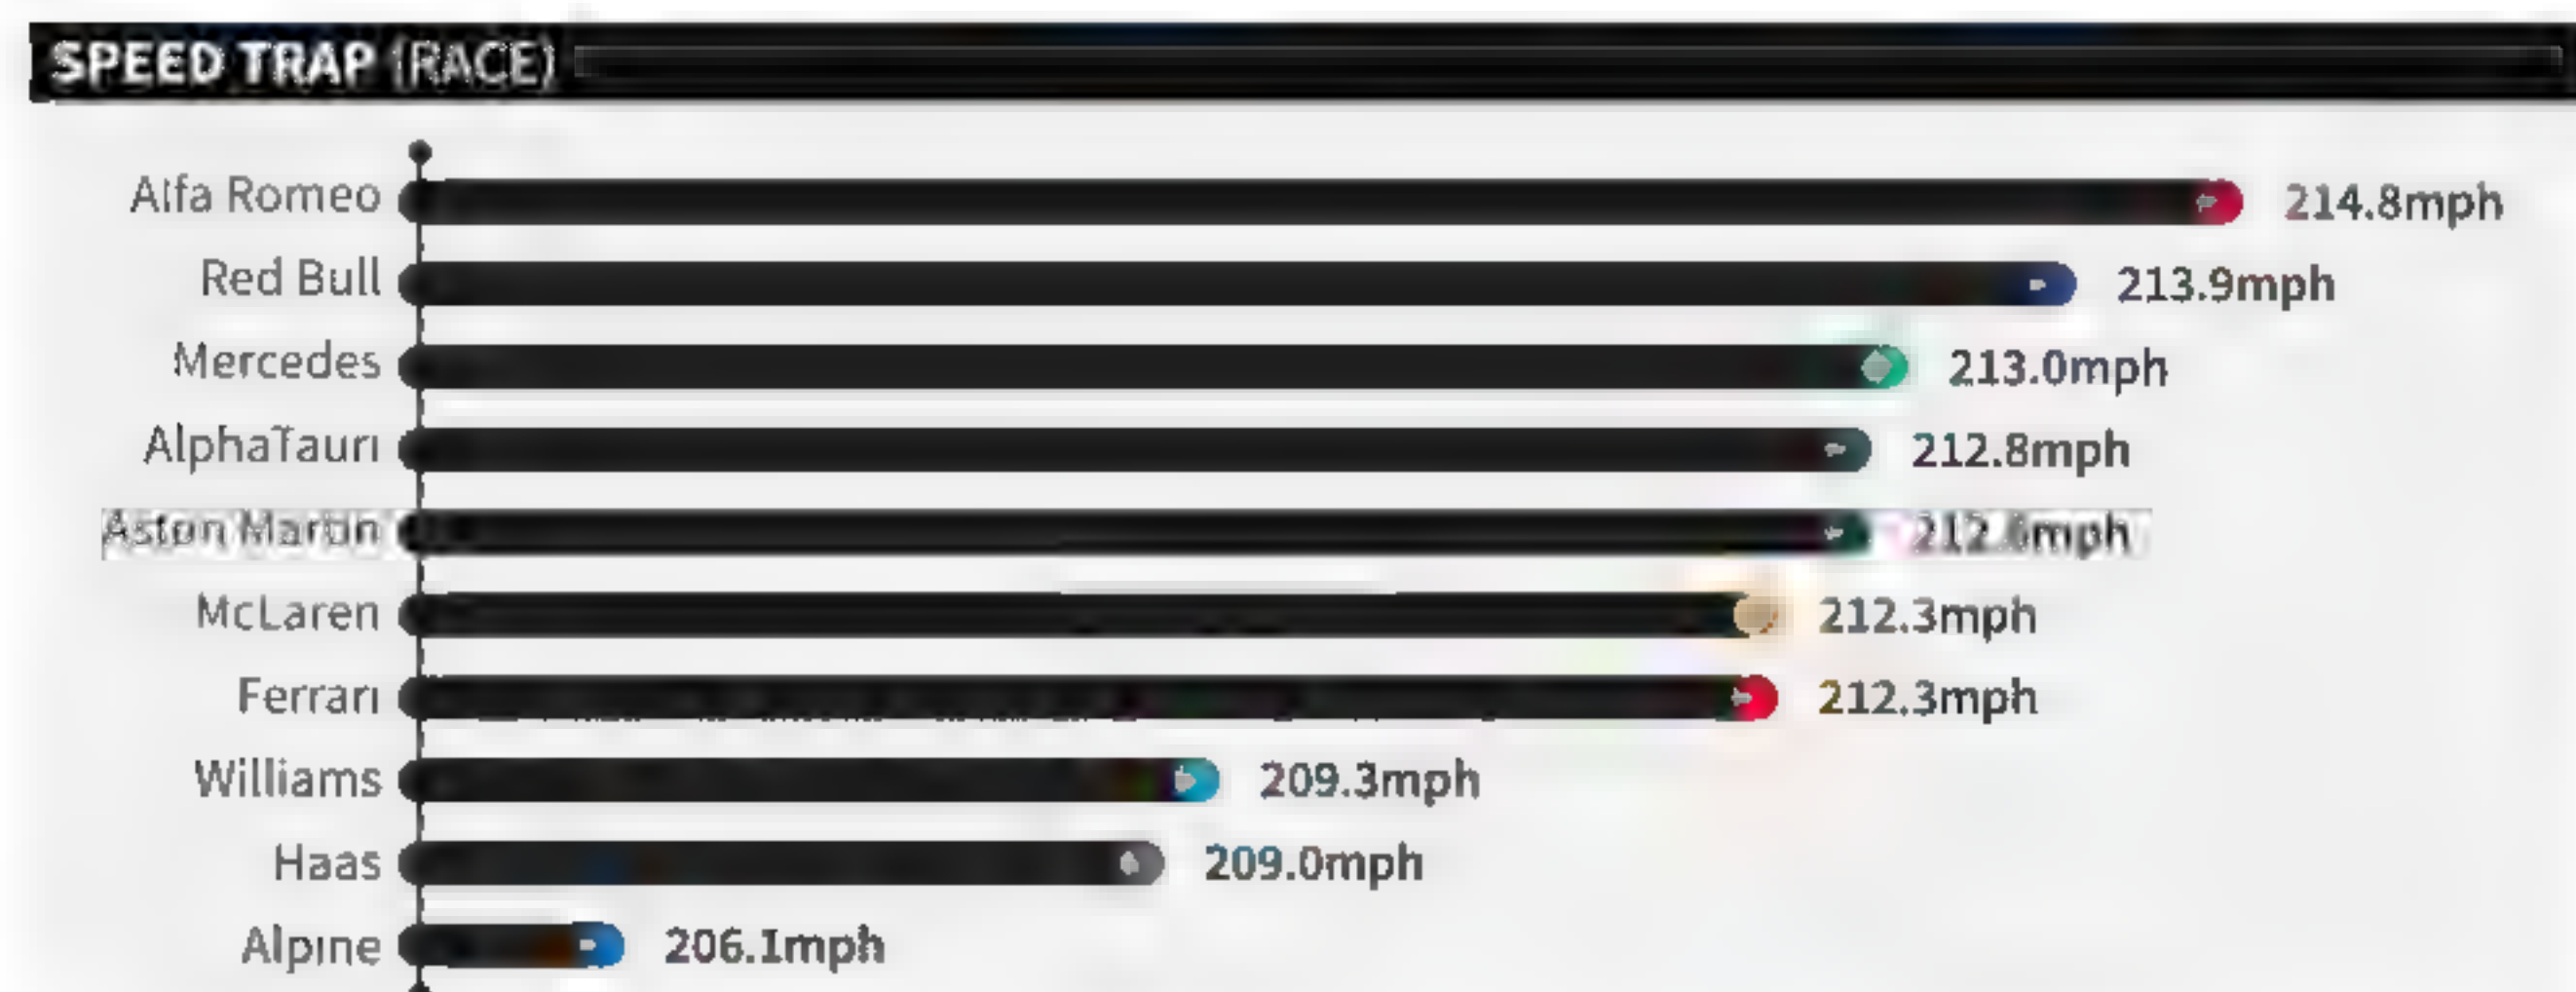 SPEED TRAP (RACE)
Alfa Romeo 214.8mph
Red Bull 213.9mph
Mercedes 213.0mph
AlphaTauri 212.8mph
Aston Martin
McLaren 212.3mph
Ferrari 212.3mph
Williams 209.3mph
Haas 209.0mph
Alpine 206.1mph